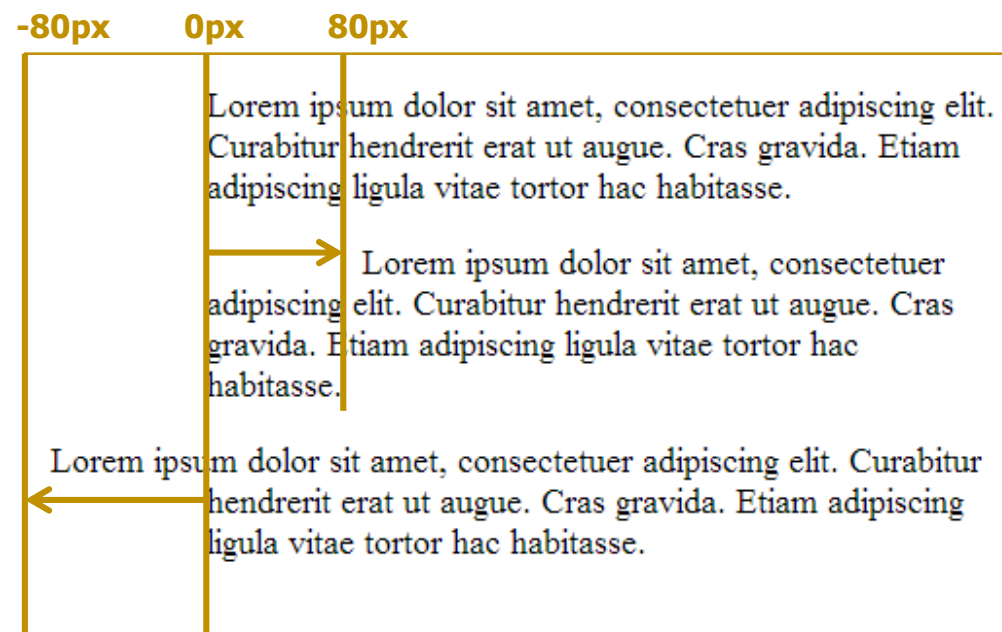 -80px 0px 80px
Lorem ipsum dolor sit amet, consectetuer adipiscing elit.
Curabitur hendrerit erat ut augue. Cras gravida. Etiam
adipiscing ligula vitae tortor hac habitasse.
Lorem ipsum dolor sit amet, consectetuer
adipiscing elit. Curabitur hendrerit erat ut augue. Cras
gravida. Etiam adipiscing ligula vitae tortor hac
habitasse.
Lorem ipsum dolor sit amet, consectetuer adipiscing elit. Curabitur
hendrerit erat ut augue. Cras gravida. Etiam adipiscing
ligula vitae tortor hac habitasse.